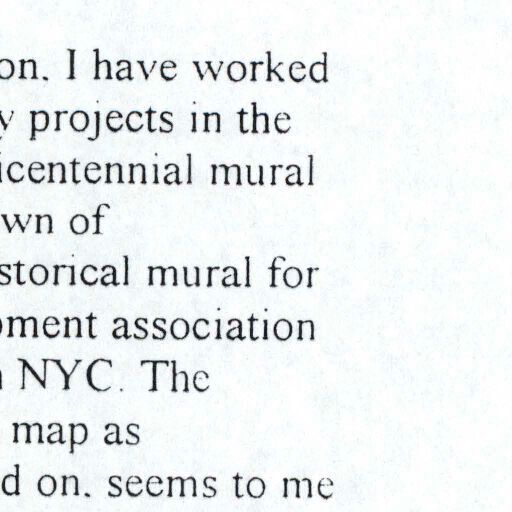 on. I have worked
y projects in the
icentennial mural
wn of
storical mural for
pment association
n NYC. The
map as
d on. seems to me